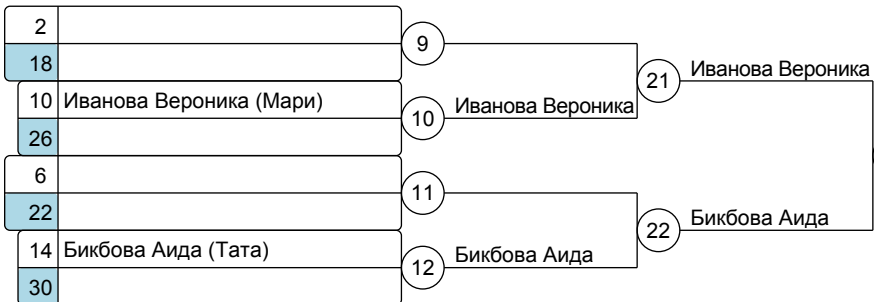 2
9
18
21 Иванова Вероника
10 Иванова Вероника (Мари)
10 Иванова Вероника
26
6
11
22
22 Бикбова Аида
14 Бикбова Аида (Тата)
12 Бикбова Аида
30